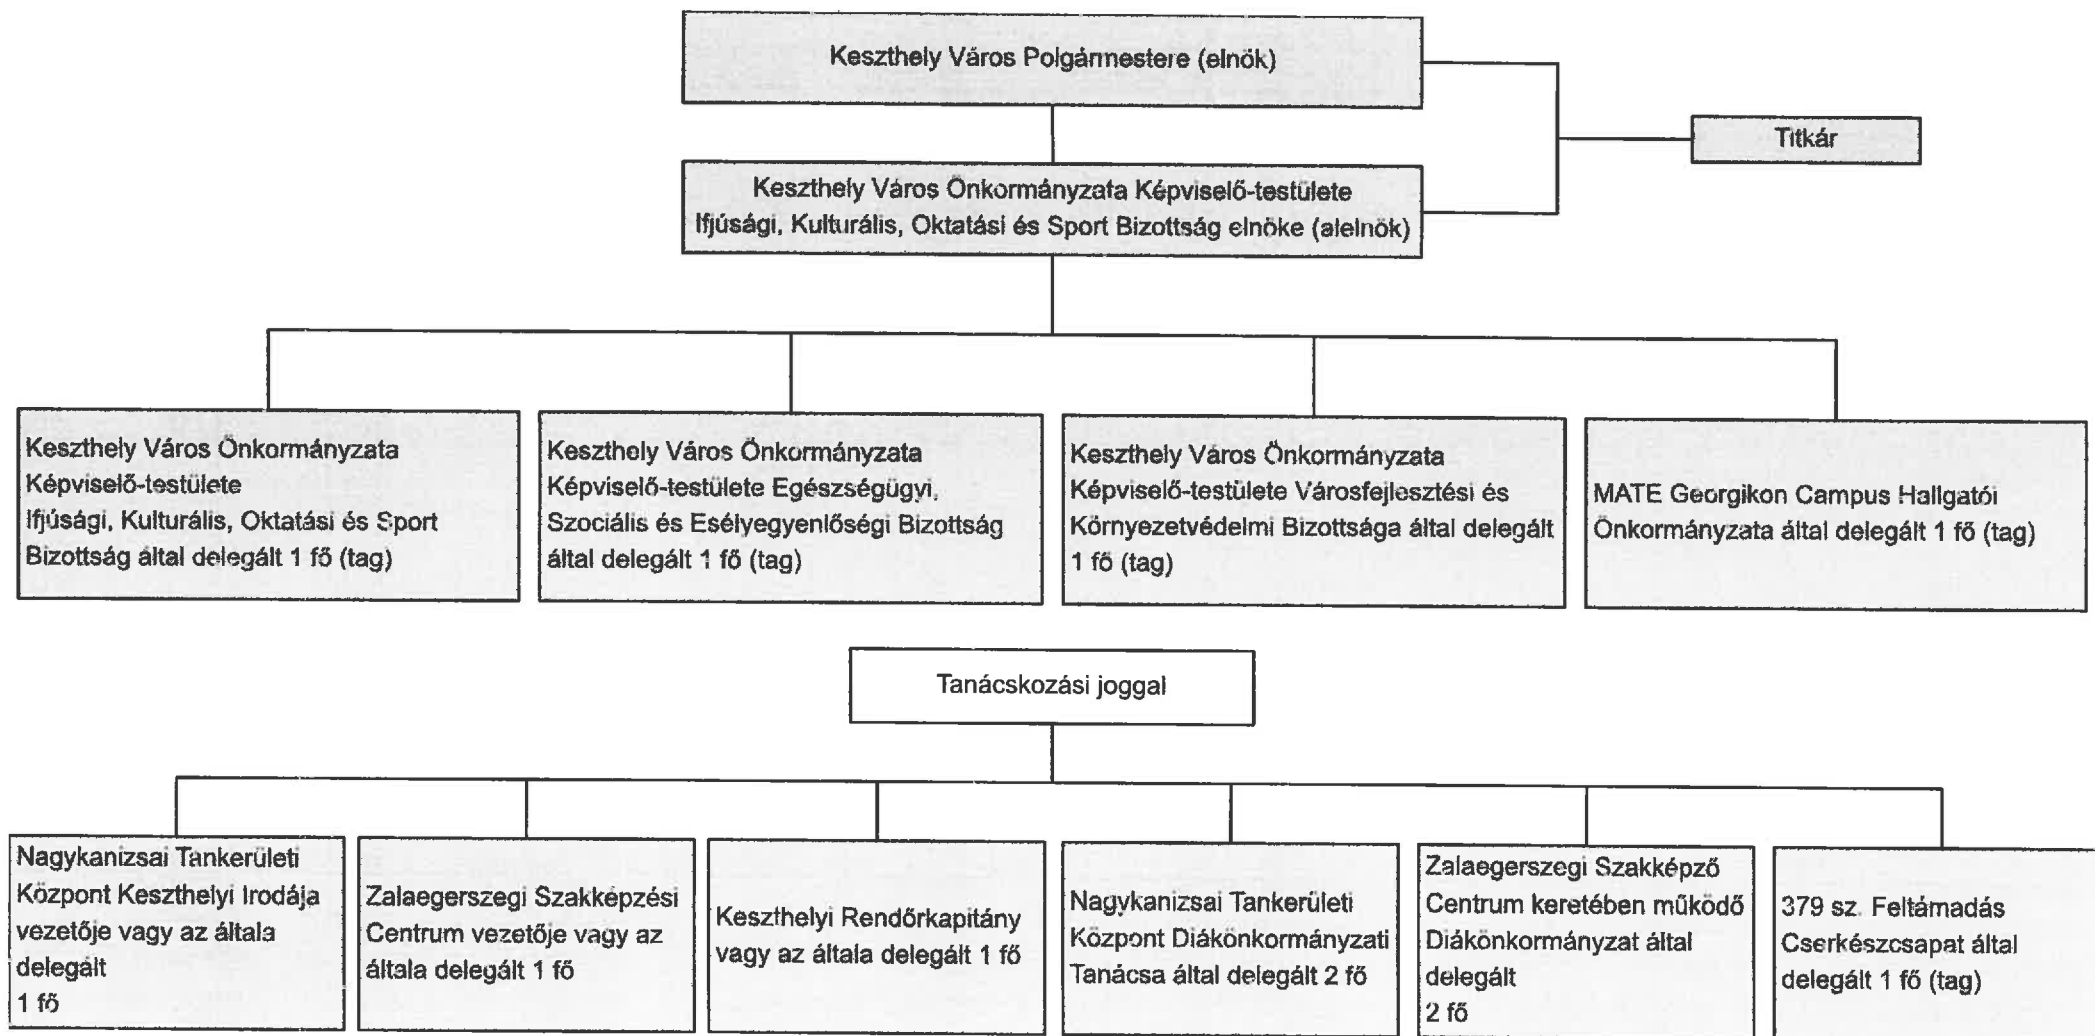 Keszthely Város Polgármestere (elnök)
Titkár
Keszthely Város Önkormányzata Képviselő-testülete
Ifjúsági, Kulturális, Oktatási és Sport Bizottság elnöke (alelnök)
Keszthely Város Önkormányzata
Képviselő-testülete
Ifjúsági, Kulturális, Oktatási és Sport
Bizottság által delegált 1 fő (tag)
Keszthely Város Önkormányzata
Képviselő-testülete Egészségügyi,
Szociális és Esélyegyenlőségi Bizottság
által delegált 1 fő (tag)
Keszthely Város Önkormányzata
Képviselő-testülete Városfejlesztési és
Környezetvédelmi Bizottsága által delegált
1 fő (tag)
MATE Georgikon Campus Hallgatói
Önkormányzata által delegált 1 fő (tag)
Tanácskozási joggal
Nagykanizsai Tankerületi
Központ Keszthelyi Irodája
vezetője vagy az általa
delegált
1 fő
Zalaegerszegi Szakképzési
Centrum vezetője vagy az
általa delegált 1 fő
Keszthelyi Rendőrkapitány
vagy az általa delegált 1 fő
Nagykanizsai Tankerületi
Központ Diákönkormányzati
Tanácsa által delegált 2 fő
Zalaegerszegi Szakképző
Centrum keretében működő
Diákönkormányzat által
delegált
2 fő
379 sz. Feltámadás
Cserkészcsapat által
delegált 1 fő (tag)